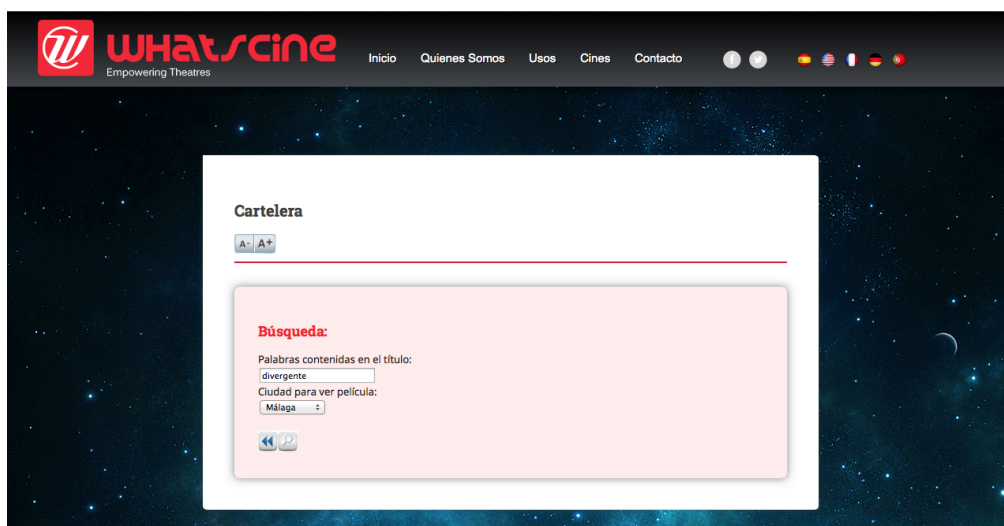 WHatscine
Empowering Theatres
Inicio Quienes Somos Usos Cines Contacto
Cartelera
A- A+
Búsqueda:
Palabras contenidas en el título:
divergente
Ciudad para ver película:
Málaga